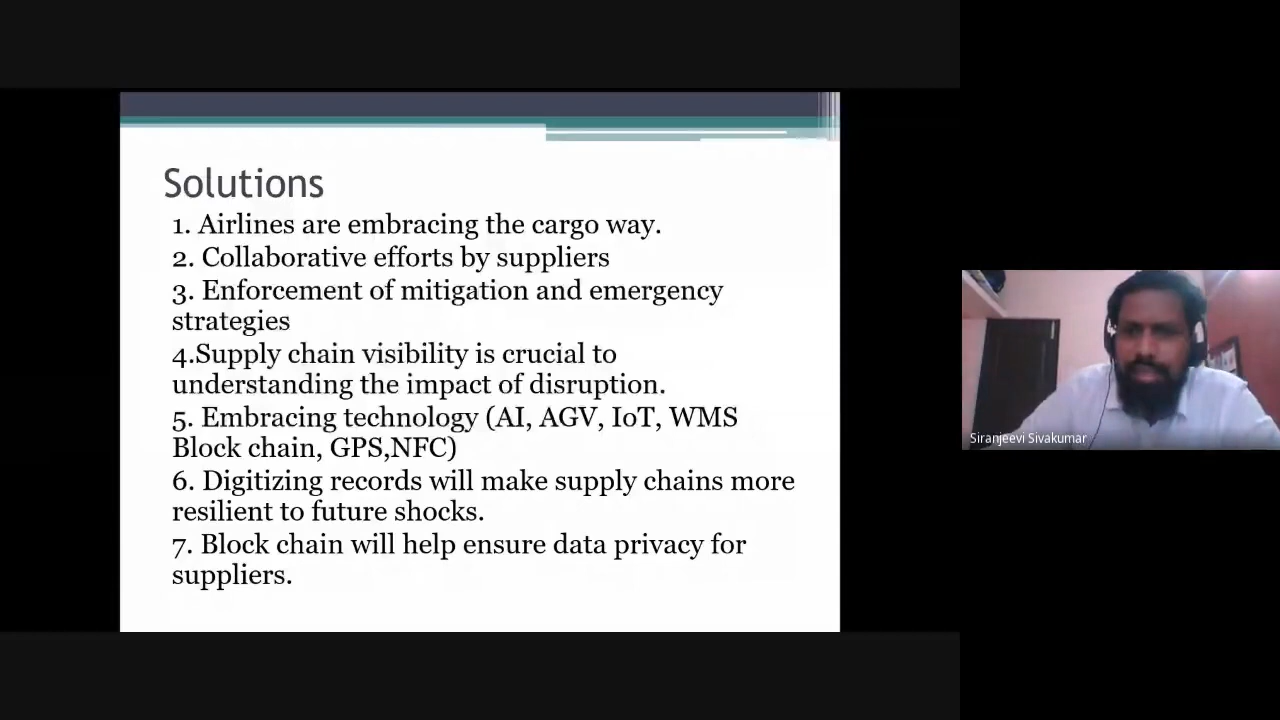 Solutions
1. Airlines are embracing the cargo way.
2. Collaborative efforts by suppliers
3. Enforcement of mitigation and emergency
strategies
4.Supply chain visibility is crucial to
understanding the impact of disruption.
5. Embracing technology (AI, AGV, IoT, WMS
Block chain, GPS,NFC)
6. Digitizing records will make supply chains more
resilient to future shocks.
7. Block chain will help ensure data privacy for
suppliers.
Siranjeevi Sivakumar